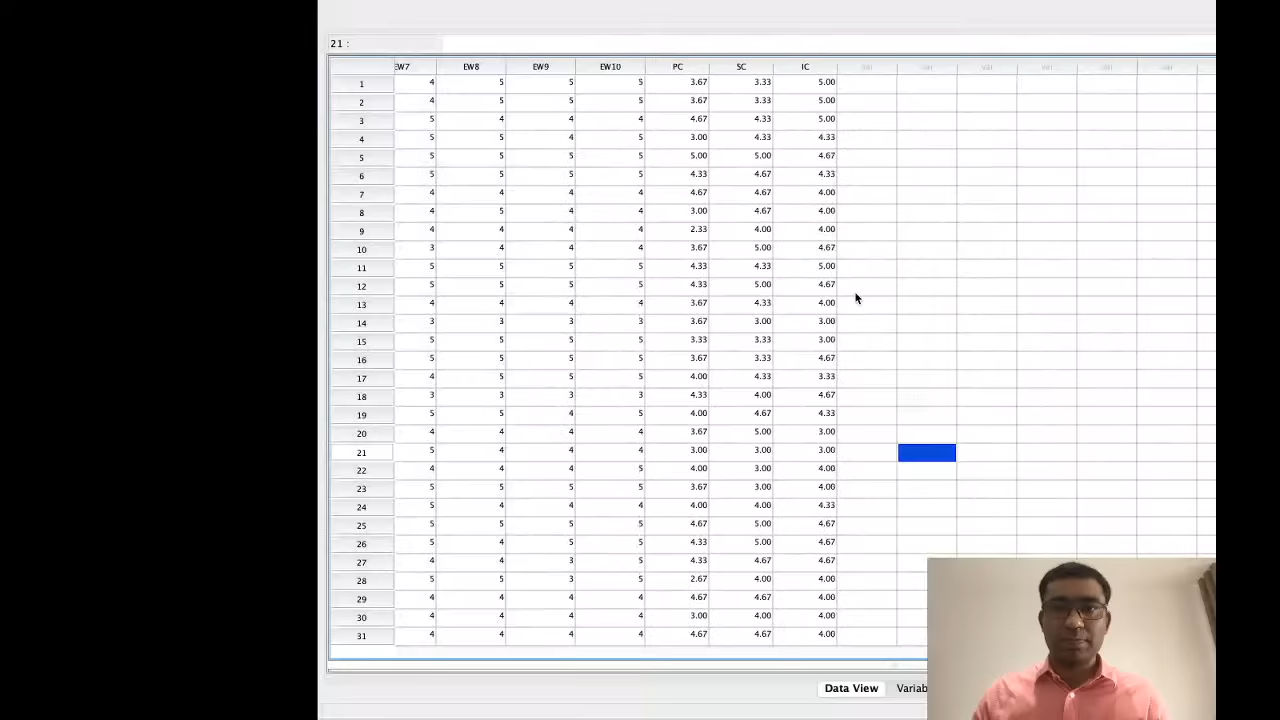 21 :
EW7 EW8 EW9 EW10 PC SC IC var var var var var var
1 4 5 5 5 3.67 3.33 5.00
2 4 5 5 5 3.67 3.33 5.00
3 5 4 4 4 4.67 4.33 5.00
4 5 5 4 5 3.00 4.33 4.33
5 5 5 5 5 5.00 5.00 4.67
6 5 5 5 5 4.33 4.67 4.33
7 4 4 4 4 4.67 4.67 4.00
8 4 5 4 4 3.00 4.67 4.00
9 4 4 4 4 2.33 4.00 4.00
10 3 4 4 4 3.67 5.00 4.67
11 5 5 5 5 4.33 4.33 5.00
12 5 5 5 5 4.33 5.00 4.67
13 4 4 4 4 3.67 4.33 4.00
14 3 3 3 3 3.67 3.00 3.00
15 5 5 5 5 3.33 3.33 3.00
16 5 5 5 5 3.67 3.33 4.67
17 4 5 5 5 4.00 4.33 3.33
18 3 3 3 3 4.33 4.00 4.67
19 5 5 4 5 4.00 4.67 4.33
20 4 4 4 4 3.67 5.00 3.00
21 5 4 4 4 3.00 3.00 3.00
22 4 4 4 5 4.00 3.00 4.00
23 5 5 5 5 3.67 3.00 4.00
24 5 4 4 4 4.00 4.00 4.33
25 5 5 5 5 4.67 5.00 4.67
26 5 4 5 5 4.33 5.00 4.67
27 4 4 3 5 4.33 4.67 4.67
28 5 5 3 5 2.67 4.00 4.00
29 4 4 4 4 4.67 4.67 4.00
30 4 4 4 4 3.00 4.00 4.00
31 4 4 4 4 4.67 4.67 4.00
Data View Variab